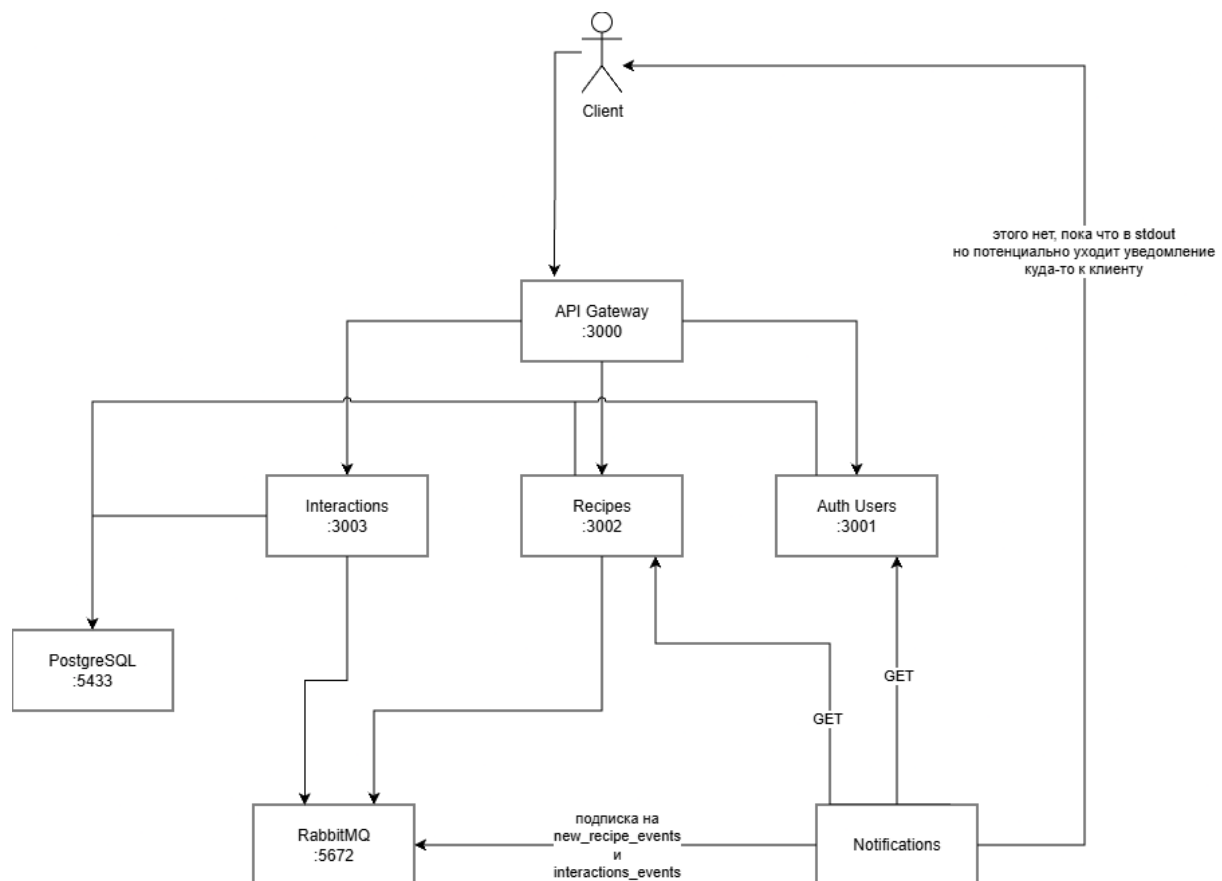 Client
этого нет, пока что в stdout
но потенциально уходит уведомление
куда-то к клиенту
API Gateway
:3000
Interactions
:3003
Recipes
:3002
Auth Users
:3001
PostgreSQL
:5433
GET
GET
RabbitMQ
:5672
подписка на
new_recipe_events
и
interactions_events
Notifications